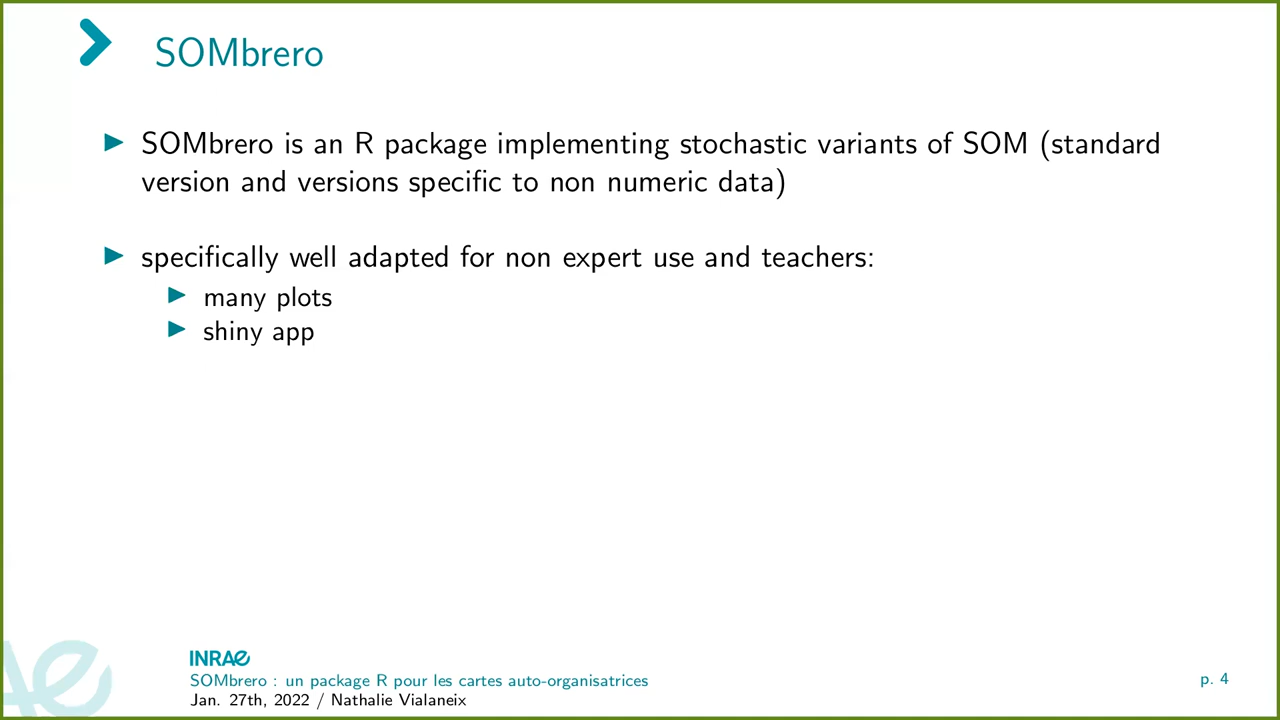 SOMbrero
SOMbrero is an R package implementing stochastic variants of SOM (standard
version and versions specific to non numeric data)
specifically well adapted for non expert use and teachers:
many plots
shiny app
INRAE
SOMbrero : un package R pour les cartes auto-organisatrices
p. 4
Jan. 27th, 2022 / Nathalie Vialaneix